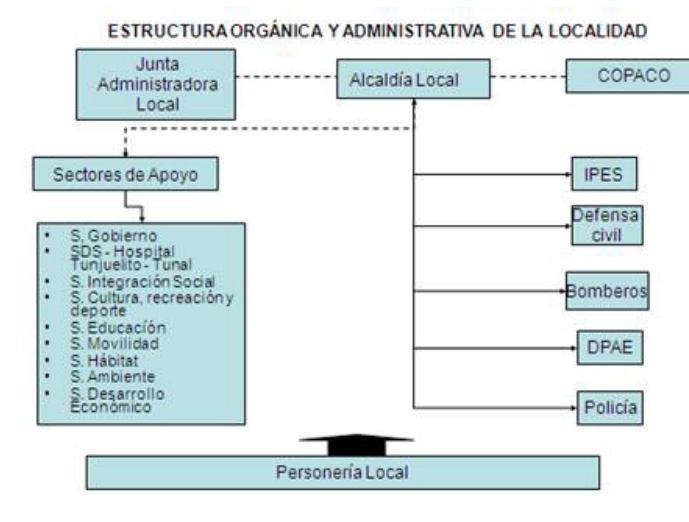 ESTRUCTURA ORGÁNICA Y ADMINISTRATIVA DE LA LOCALIDAD
Junta
Administradora
Local
Alcaldía Local
COPACO
Sectores de Apoyo
IPES
Defensa
civil
Bomberos
DPAE
Policía
• S. Gobierno
• SDS - Hospital
Tunjuelito - Tunal
• S. Integración Social
• S. Cultura, recreación y
deporte
• S. Educación
• S. Movilidad
• S. Hábitat
• S. Ambiente
• S. Desarrollo
Económico
Personería Local